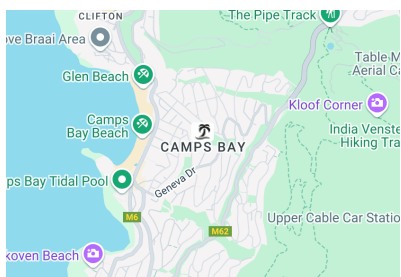 CLIFTON
The Pipe Track
ove Braai Area
Glen Beach
Table M
Aerial Ca
Kloof Corner
Camps
Bay Beach
India Venste
Hiking Tra
CAMPS BAY
ps Bay Tidal Pool
Geneva Dr
M6
M62
Upper Cable Car Station
koven Beach